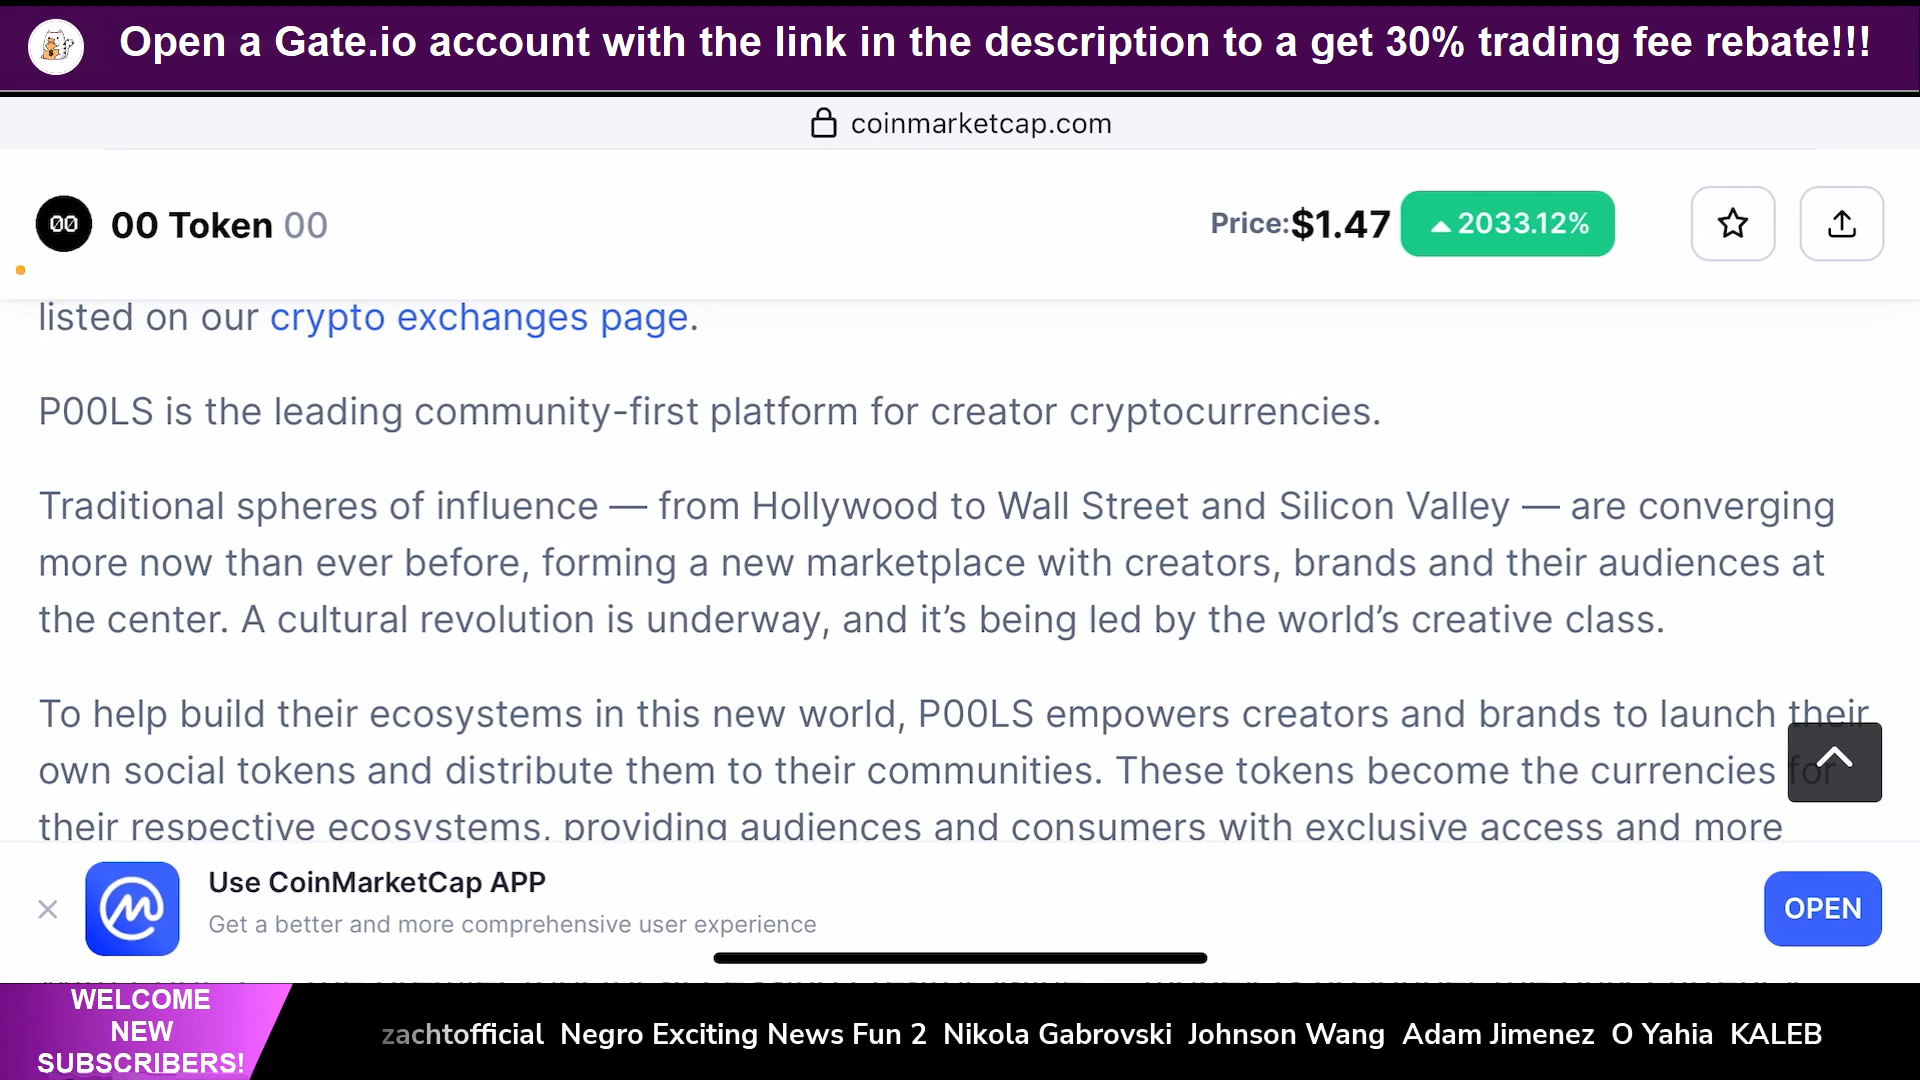 Open a Gate.io account with the link in the description to a get 30% trading fee rebate!!!
coinmarketcap.com
00 00 Token 00 Price:$1.47 2033.12%
listed on our crypto exchanges page.
P00LS is the leading community-first platform for creator cryptocurrencies.
Traditional spheres of influence — from Hollywood to Wall Street and Silicon Valley — are converging
more now than ever before, forming a new marketplace with creators, brands and their audiences at
the center. A cultural revolution is underway, and it’s being led by the world’s creative class.
To help build their ecosystems in this new world, P00LS empowers creators and brands to launch their
own social tokens and distribute them to their communities. These tokens become the currencies for
their respective ecosystems, providing audiences and consumers with exclusive access and more
Use CoinMarketCap APP
Get a better and more comprehensive user experience
OPEN
WELCOME
NEW
SUBSCRIBERS!
zachtofficial Negro Exciting News Fun 2 Nikola Gabrovski Johnson Wang Adam Jimenez O Yahia KALEB